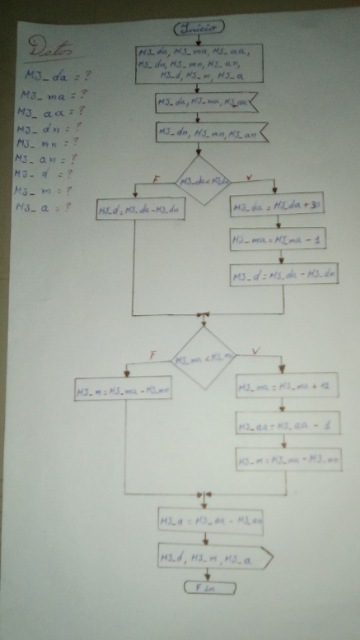 Inicio
Datos
MJ_da, MJ_ma, MJ_aa,
MJ_dn, MJ_mn, MJ_an,
MJ_d, MJ_m, MJ_a
MJ_da = ?
MJ_ma = ?
MJ_aa = ?
MJ_dn = ?
MJ_mn = ?
MJ_an = ?
MJ_d = ?
MJ_m = ?
MJ_a = ?
MJ_da, MJ_ma, MJ_aa
MJ_dn, MJ_mn, MJ_an
MJ_da < MJ_dn
F
V
MJ_d = MJ_da - MJ_dn
MJ_da = MJ_da + 30
MJ_ma = MJ_ma - 1
MJ_d = MJ_da - MJ_dn
MJ_ma < MJ_mn
F
V
MJ_m = MJ_ma - MJ_mn
MJ_ma = MJ_ma + 12
MJ_aa = MJ_aa - 1
MJ_m = MJ_ma - MJ_mn
MJ_a = MJ_aa - MJ_an
MJ_d, MJ_m, MJ_a
Fin